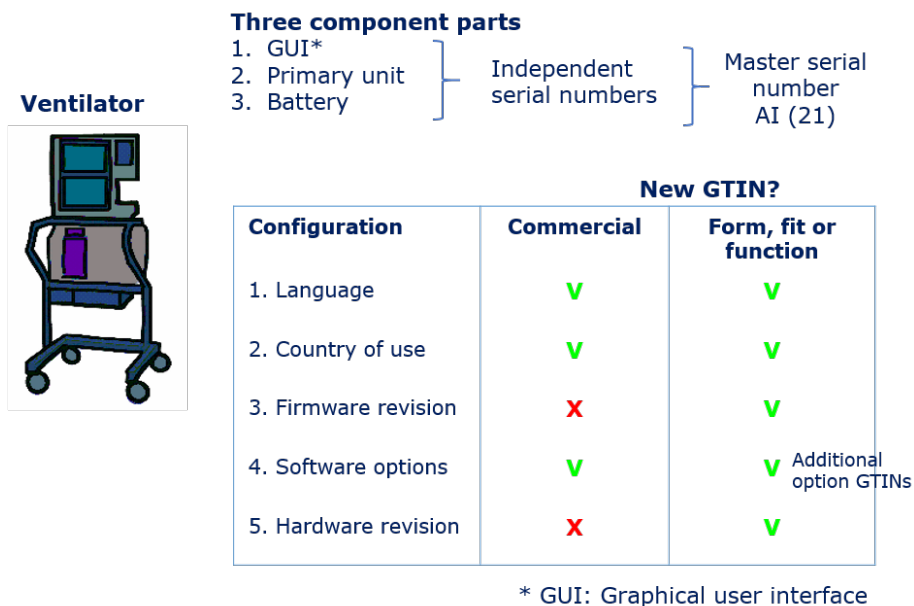 Three component parts
1. GUI*
2. Primary unit
3. Battery
Independent
serial numbers
Master serial
number
AI (21)
Ventilator
New GTIN?
Configuration Commercial Form, fit or
function
1. Language V V
2. Country of use V V
3. Firmware revision X V
4. Software options V V Additional
option GTINs
5. Hardware revision X V
* GUI: Graphical user interface